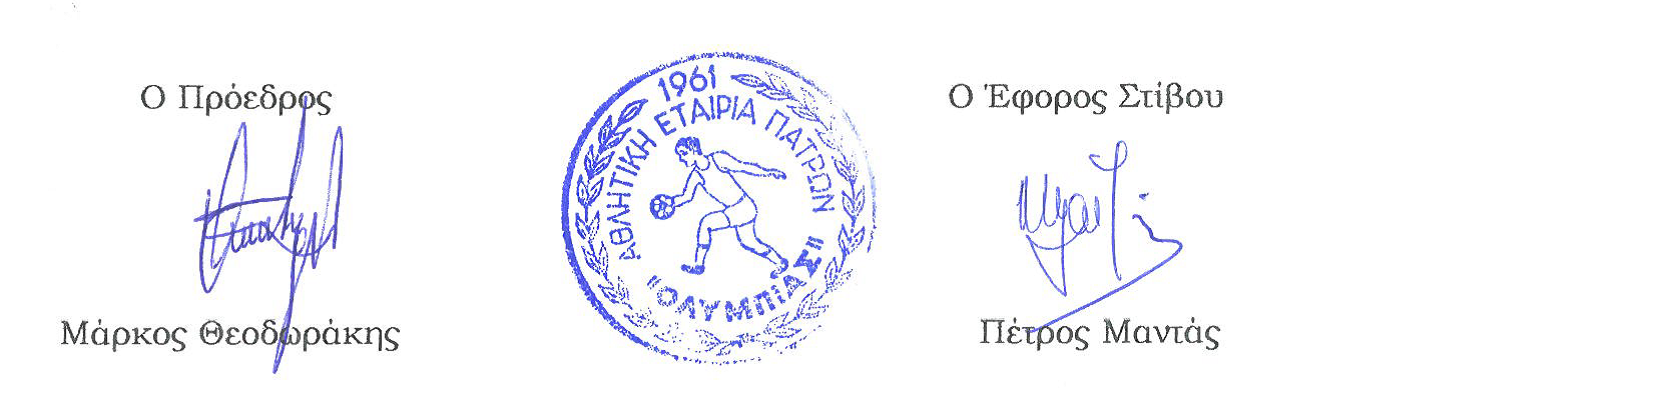 Ο Πρόεδρος
1961
ΑΘΛΗΤΙΚΗ ΕΤΑΙΡΙΑ ΠΑΤΡΩΝ
"ΟΛΥΜΠΙΑΣ"
Ο Έφορος Στίβου
Μάρκος Θεοδωράκης
Πέτρος Μαντάς